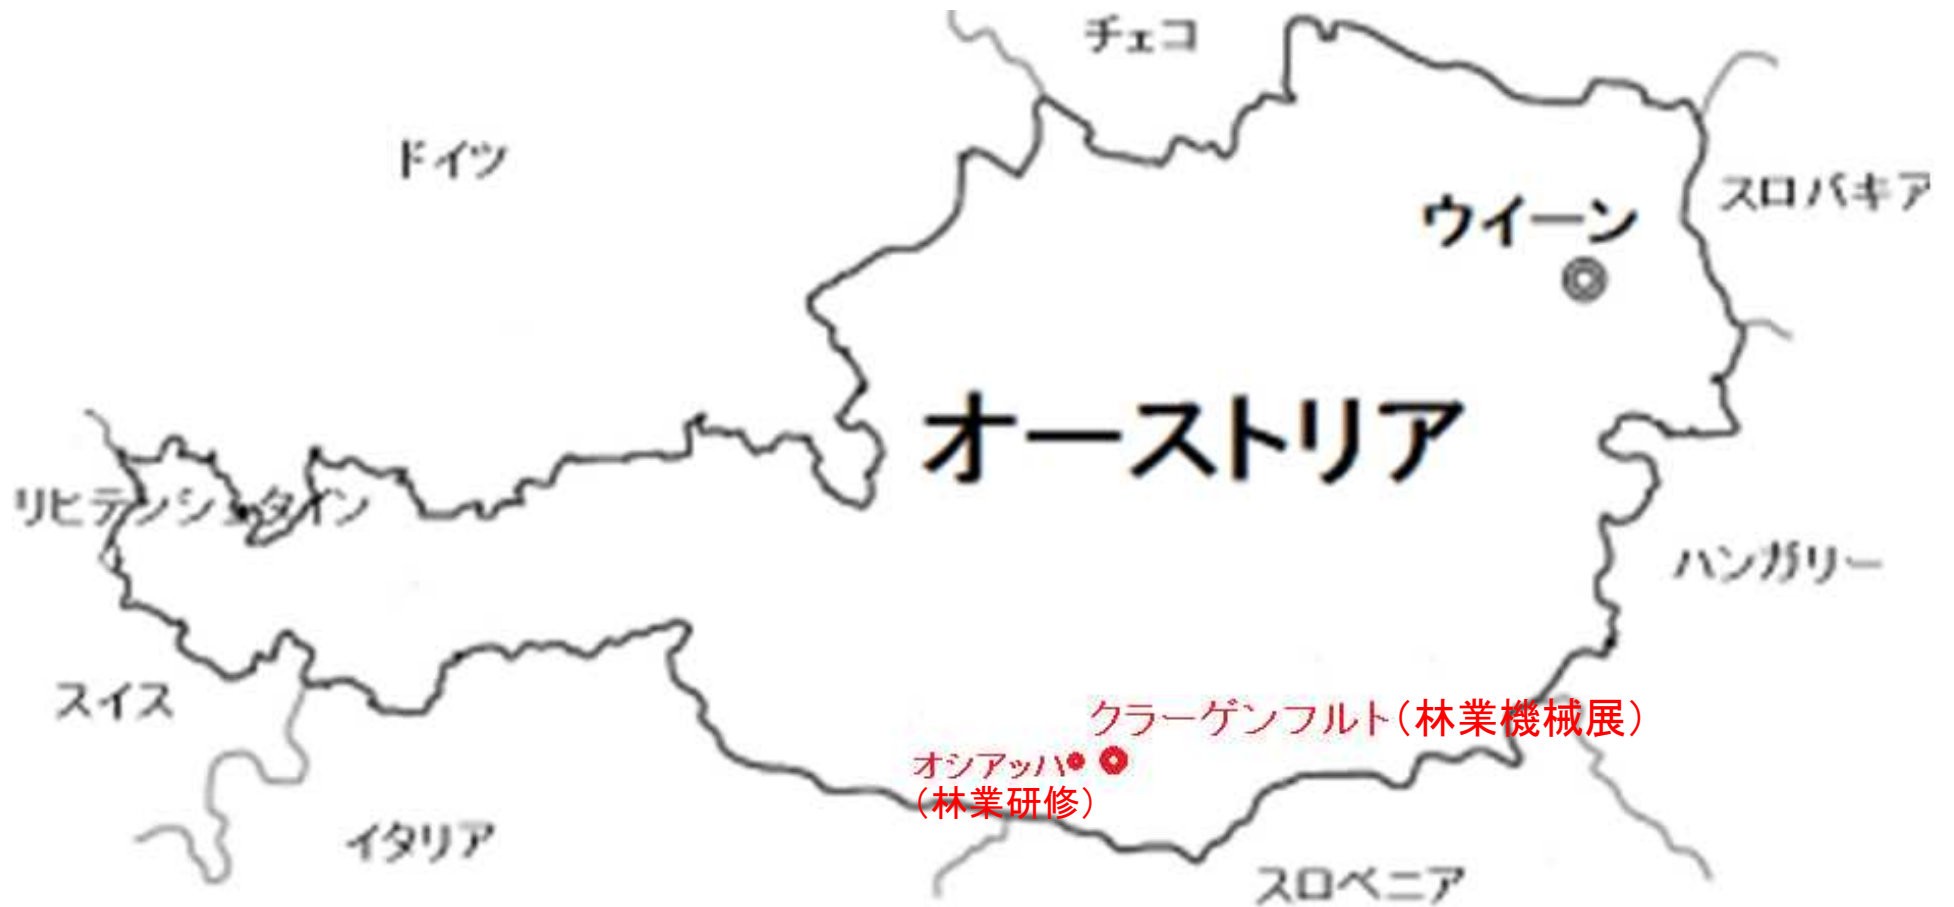 チェコ
ドイツ
スロバキア
ウイーン
オーストリア
リヒテンシュタイン
ハンガリー
スイス
クラーゲンフルト（林業機械展）
オシアッハ
（林業研修）
イタリア
スロベニア